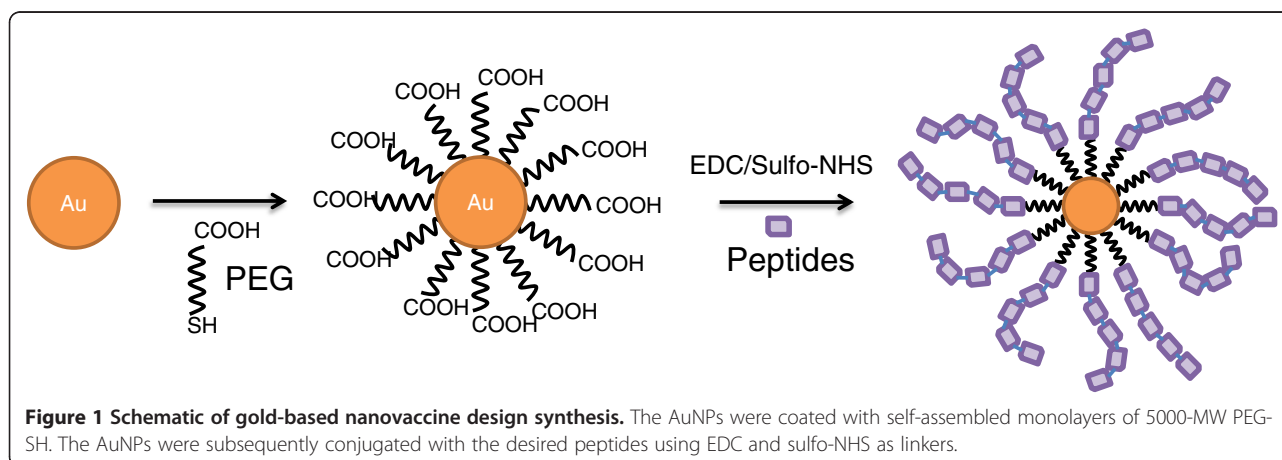 Au
COOH
PEG
SH
COOH
COOH
COOH
COOH
COOH
COOH
COOH
COOH
COOH
COOH
COOH
COOH
Au
EDC/Sulfo-NHS
Peptides
Figure 1 Schematic of gold-based nanovaccine design synthesis. The AuNPs were coated with self-assembled monolayers of 5000-MW PEG-
SH. The AuNPs were subsequently conjugated with the desired peptides using EDC and sulfo-NHS as linkers.